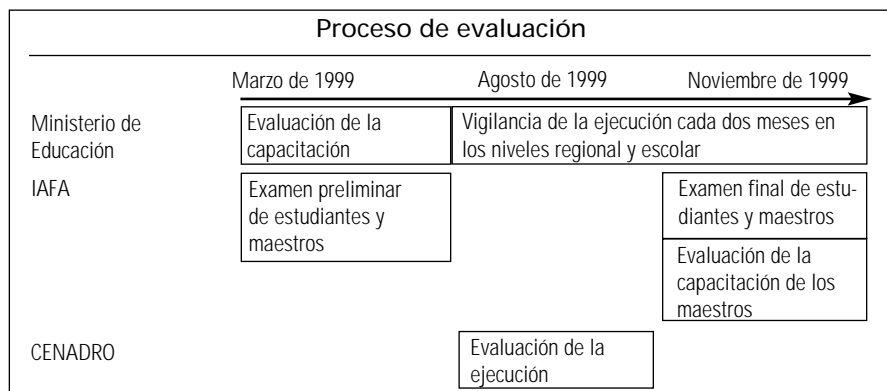 Proceso de evaluación
Marzo de 1999
Agosto de 1999
Noviembre de 1999
Ministerio de
Educación
Evaluación de la
capacitación
Vigilancia de la ejecución cada dos meses en
los niveles regional y escolar
IAFA
Examen preliminar
de estudiantes y
maestros
Examen final de estu-
diantes y maestros
Evaluación de la
capacitación de los
maestros
CENADRO
Evaluación de la
ejecución